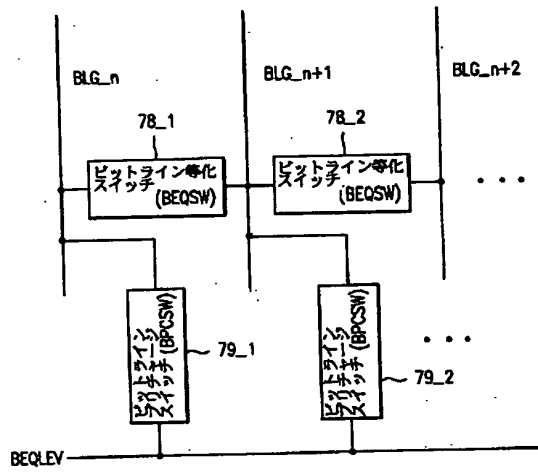 BLG_n
BLG_n+1
BLG_n+2
78_1
78_2
ビットライン等化
スイッチ
(BEQSW)
ビットライン等化
スイッチ
(BEQSW)
・・・
ビットライン
プリチャージ
スイッチ(BPCSW)
79_1
ビットライン
プリチャージ
スイッチ(BPCSW)
79_2
・・・
BEQLEV